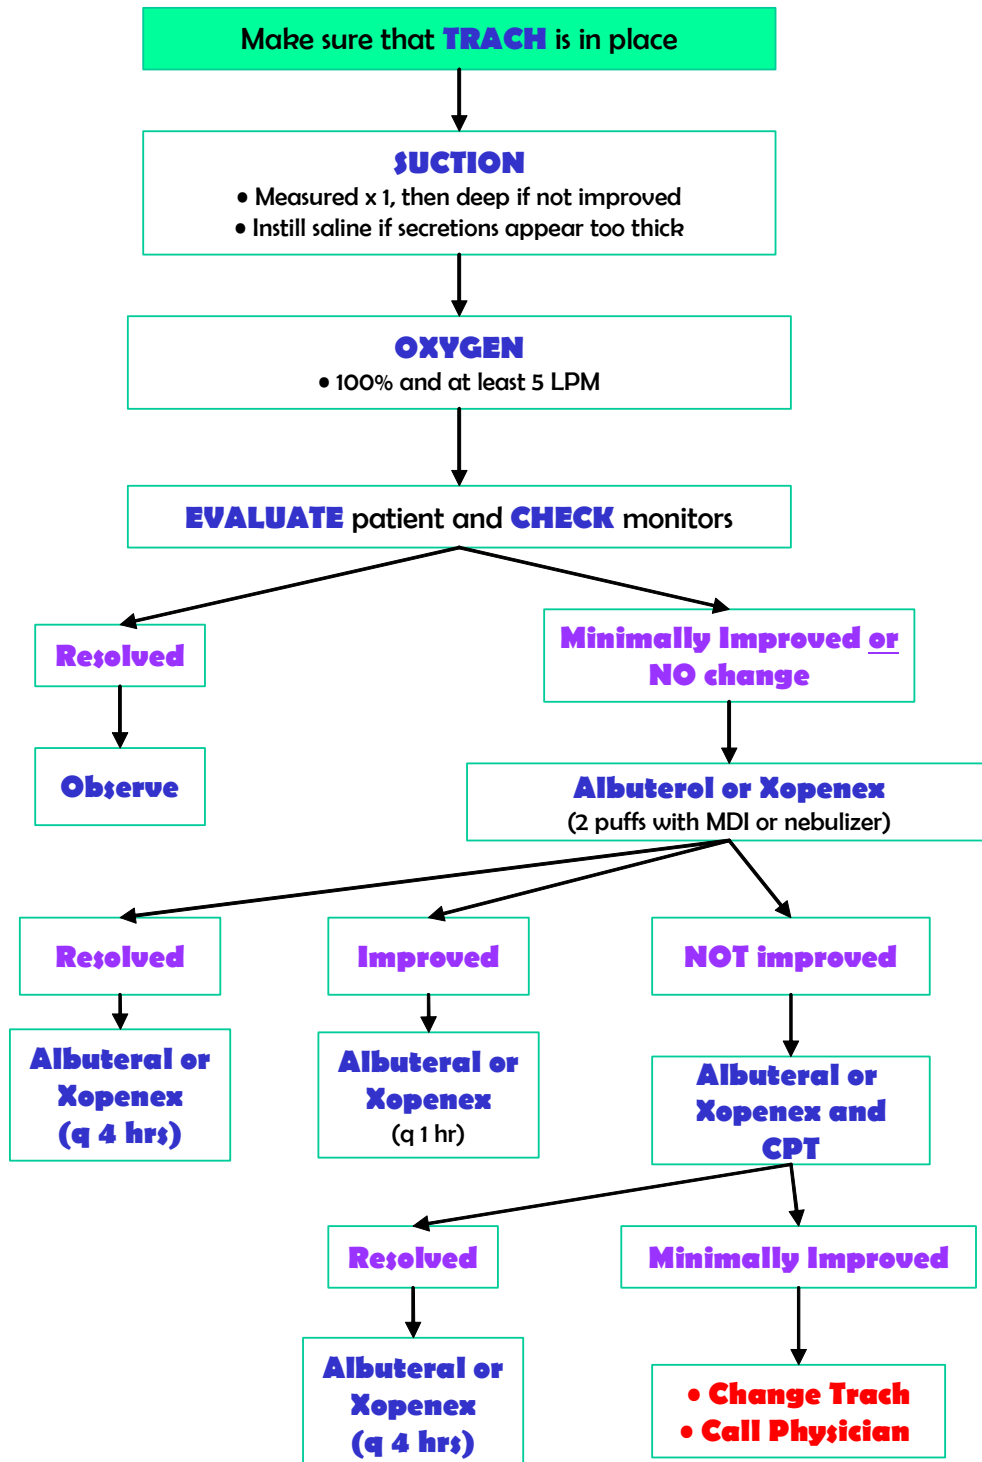 Make sure that TRACH is in place
SUCTION
• Measured x 1, then deep if not improved
• Instill saline if secretions appear too thick
OXYGEN
• 100% and at least 5 LPM
EVALUATE patient and CHECK monitors
Resolved
Minimally Improved or
NO change
Observe
Albuterol or Xopenex
(2 puffs with MDI or nebulizer)
Resolved
Improved
NOT improved
Albuteral or
Xopenex
(q 4 hrs)
Albuteral or
Xopenex
(q 1 hr)
Albuteral or
Xopenex and
CPT
Resolved
Minimally Improved
Albuteral or
Xopenex
(q 4 hrs)
• Change Trach
• Call Physician